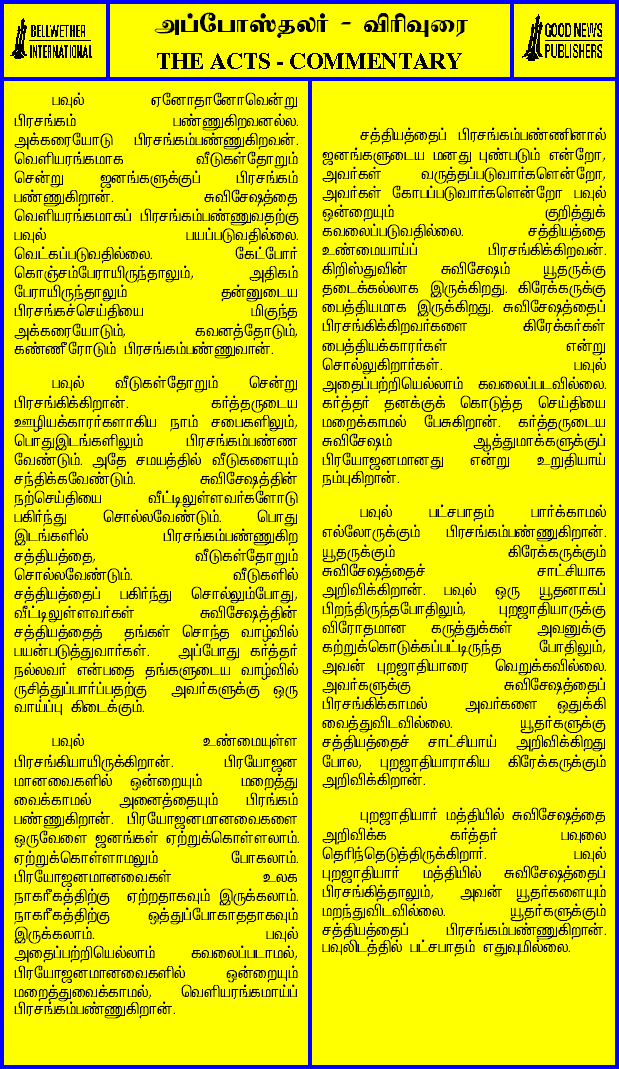 BELLWETHER
INTERNATIONAL
அப்போஸ்தலர் - விரிவுரை
THE ACTS - COMMENTARY
GOOD NEWS
PUBLISHERS
பவுல் ஏனோதானோவென்று
பிரசங்கம் பண்ணுகிறவனல்ல.
அக்கரையோடு பிரசங்கம்பண்ணுகிறவன்.
வெளியரங்கமாக வீடுகள்தோறும்
சென்று ஜனங்களுக்குப் பிரசங்கம்
பண்ணுகிறான். சுவிசேஷத்தை
வெளியரங்கமாகப் பிரசங்கம்பண்ணுவதற்கு
பவுல் பயப்படுவதில்லை.
வெட்கப்படுவதில்லை. கேட்போர்
கொஞ்சம்பேராயிருந்தாலும், அதிகம்
பேராயிருந்தாலும் தன்னுடைய
பிரசங்கச்செய்தியை மிகுந்த
அக்கரையோடும், கவனத்தோடும்,
கண்ணீரோடும் பிரசங்கம்பண்ணுவான்.
பவுல் வீடுகள்தோறும் சென்று
பிரசங்கிக்கிறான். கர்த்தருடைய
ஊழியக்காரர்களாகிய நாம் சபைகளிலும்,
பொதுஇடங்களிலும் பிரசங்கம்பண்ண
வேண்டும். அதே சமயத்தில் வீடுகளையும்
சந்திக்கவேண்டும். சுவிசேஷத்தின்
நற்செய்தியை வீட்டிலுள்ளவர்களோடு
பகிர்ந்து சொல்லவேண்டும். பொது
இடங்களில் பிரசங்கம்பண்ணுகிற
சத்தியத்தை, வீடுகள்தோறும்
சொல்லவேண்டும். வீடுகளில்
சத்தியத்தைப் பகிர்ந்து சொல்லும்போது,
வீட்டிலுள்ளவர்கள் சுவிசேஷத்தின்
சத்தியத்தைத் தங்கள் சொந்த வாழ்வில்
பயன்படுத்துவார்கள். அப்போது கர்த்தர்
நல்லவர் என்பதை தங்களுடைய வாழ்வில்
ருசித்துப்பார்ப்பதற்கு அவர்களுக்கு ஒரு
வாய்ப்பு கிடைக்கும்.
பவுல் உண்மையுள்ள
பிரசங்கியாயிருக்கிறான். பிரயோஜன
மானவைகளில் ஒன்றையும் மறைத்து
வைக்காமல் அனைத்தையும் பிரங்கம்
பண்ணுகிறான். பிரயோஜனமானவைகளை
ஒருவேளை ஜனங்கள் ஏற்றுக்கொள்ளலாம்.
ஏற்றுக்கொள்ளாமலும் போகலாம்.
பிரயோஜனமானவைகள் உலக
நாகரீகத்திற்கு ஏற்றதாகவும் இருக்கலாம்.
நாகரீகத்திற்கு ஒத்துப்போகாததாகவும்
இருக்கலாம். பவுல்
அதைப்பற்றியெல்லாம் கவலைப்படாமல்,
பிரயோஜனமானவைகளில் ஒன்றையும்
மறைத்துவைக்காமல், வெளியரங்கமாய்ப்
பிரசங்கம்பண்ணுகிறான்.
சத்தியத்தைப் பிரசங்கம்பண்ணினால்
ஜனங்களுடைய மனது புண்படும் என்றோ,
அவர்கள் வருத்தப்படுவார்களென்றோ,
அவர்கள் கோபப்படுவார்களென்றோ பவுல்
ஒன்றையும் குறித்துக்
கவலைப்படுவதில்லை. சத்தியத்தை
உண்மையாய்ப் பிரசங்கிக்கிறவன்.
கிறிஸ்துவின் சுவிசேஷம் யூதருக்கு
தடைக்கல்லாக இருக்கிறது. கிரேக்கருக்கு
பைத்தியமாக இருக்கிறது. சுவிசேஷத்தைப்
பிரசங்கிக்கிறவர்களை கிரேக்கர்கள்
பைத்தியக்காரர்கள் என்று
சொல்லுகிறார்கள். பவுல்
அதைப்பற்றியெல்லாம் கவலைப்படவில்லை.
கர்த்தர் தனக்குக் கொடுத்த செய்தியை
மறைக்காமல் பேசுகிறான். கர்த்தருடைய
சுவிசேஷம் ஆத்துமாக்களுக்குப்
பிரயோஜனமானது என்று உறுதியாய்
நம்புகிறான்.
பவுல் பட்சபாதம் பார்க்காமல்
எல்லோருக்கும் பிரசங்கம்பண்ணுகிறான்.
யூதருக்கும் கிரேக்கருக்கும்
சுவிசேஷத்தைச் சாட்சியாக
அறிவிக்கிறான். பவுல் ஒரு யூதனாகப்
பிறந்திருந்தபோதிலும், புறஜாதியாருக்கு
விரோதமான கருத்துக்கள் அவனுக்கு
கற்றுக்கொடுக்கப்பட்டிருந்த போதிலும்,
அவன் புறஜாதியாரை வெறுக்கவில்லை.
அவர்களுக்கு சுவிசேஷத்தைப்
பிரசங்கிக்காமல் அவர்களை ஒதுக்கி
வைத்துவிடவில்லை. யூதர்களுக்கு
சத்தியத்தைச் சாட்சியாய் அறிவிக்கிறது
போல, புறஜாதியாராகிய கிரேக்கருக்கும்
அறிவிக்கிறான்.
புறஜாதியார் மத்தியில் சுவிசேஷத்தை
அறிவிக்க கர்த்தர் பவுலை
தெரிந்தெடுத்திருக்கிறார். பவுல்
புறஜாதியார் மத்தியில் சுவிசேஷத்தைப்
பிரசங்கித்தாலும், அவன் யூதர்களையும்
மறந்துவிடவில்லை. யூதர்களுக்கும்
சத்தியத்தைப் பிரசங்கம்பண்ணுகிறான்.
பவுலிடத்தில் பட்சபாதம் எதுவுமில்லை.